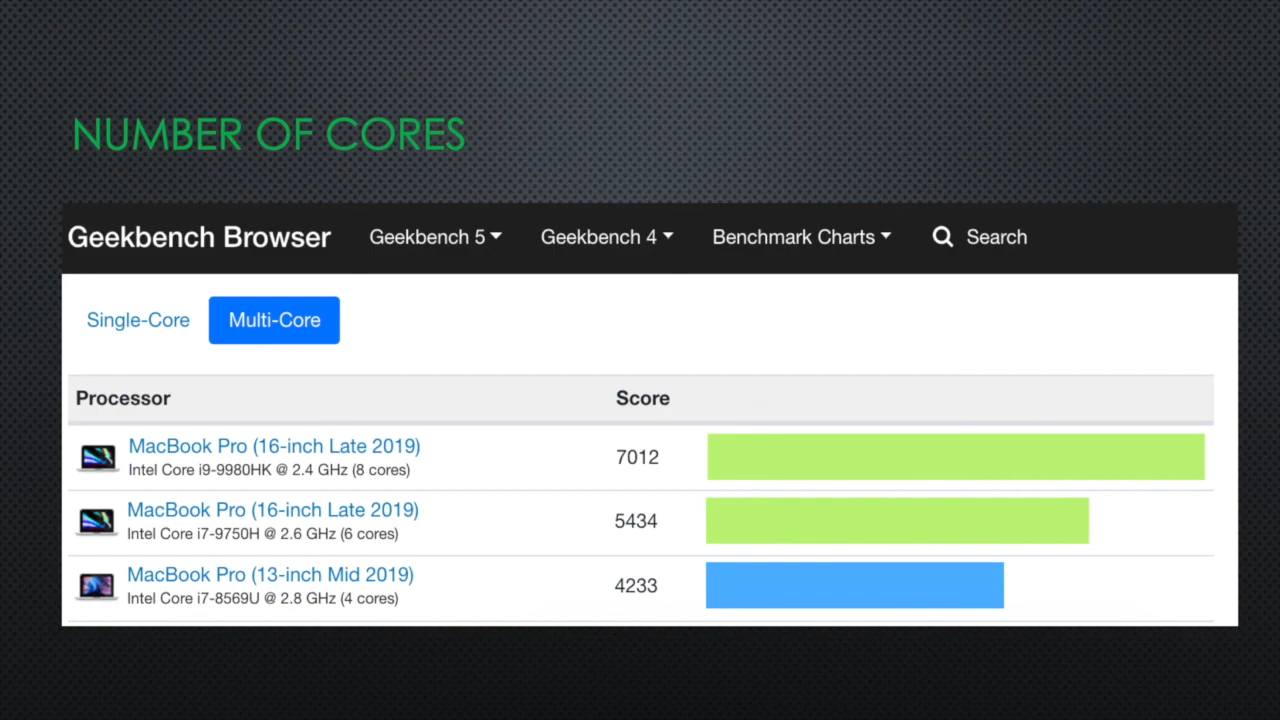 NUMBER OF CORES
Geekbench Browser Geekbench 5 Geekbench 4 Benchmark Charts Search
Single-Core Multi-Core
Processor Score
MacBook Pro (16-inch Late 2019)
Intel Core i9-9980HK @ 2.4 GHz (8 cores)
7012
MacBook Pro (16-inch Late 2019)
Intel Core i7-9750H @ 2.6 GHz (6 cores)
5434
MacBook Pro (13-inch Mid 2019)
Intel Core i7-8569U @ 2.8 GHz (4 cores)
4233